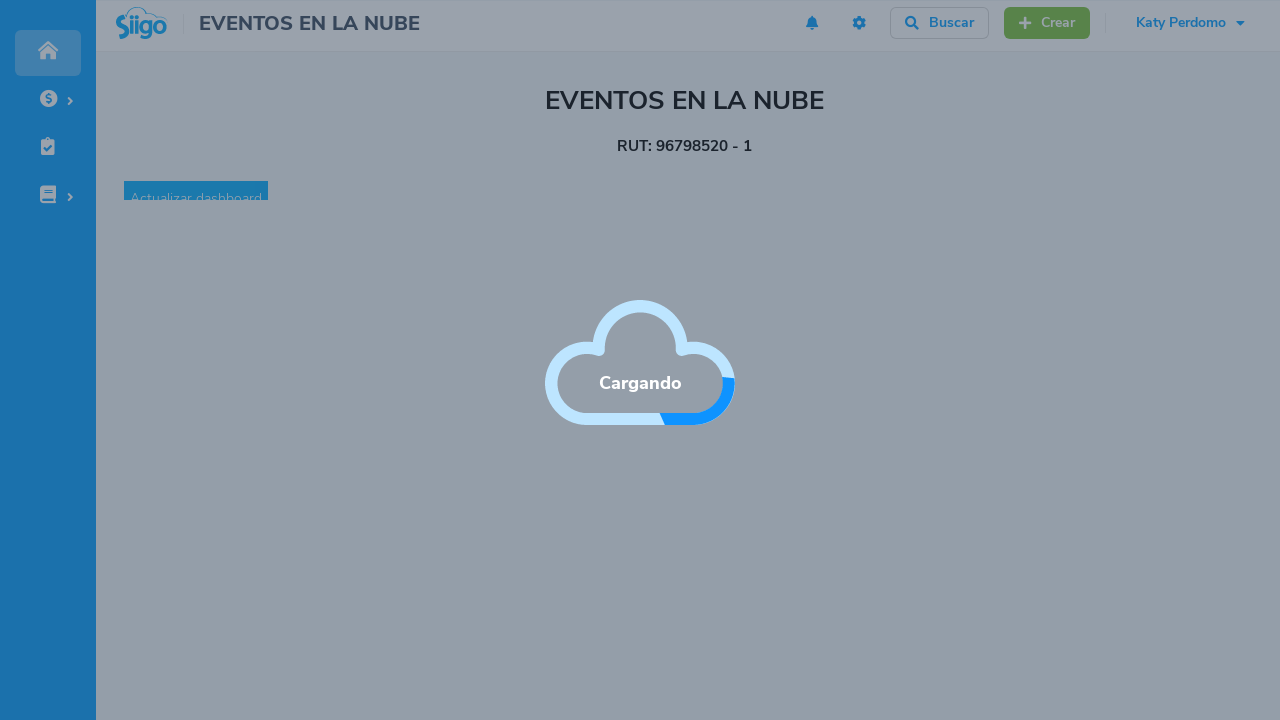 Siigo
EVENTOS EN LA NUBE
Buscar
Crear
Katy Perdomo
EVENTOS EN LA NUBE
RUT: 96798520 - 1
Actualizar dashboard
Cargando